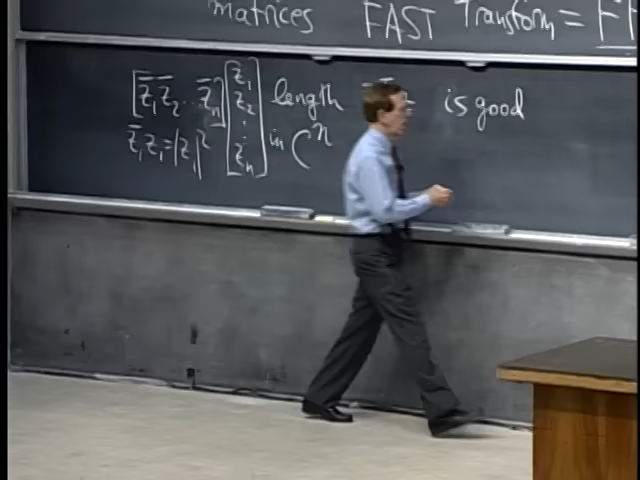 matrices FAST Transform =
[z̄₁ z̄₂ ... z̄ₙ] [z₁ z₂ ⋮ zₙ] length is good
z̄₁z₁ = |z₁|² in Cⁿ